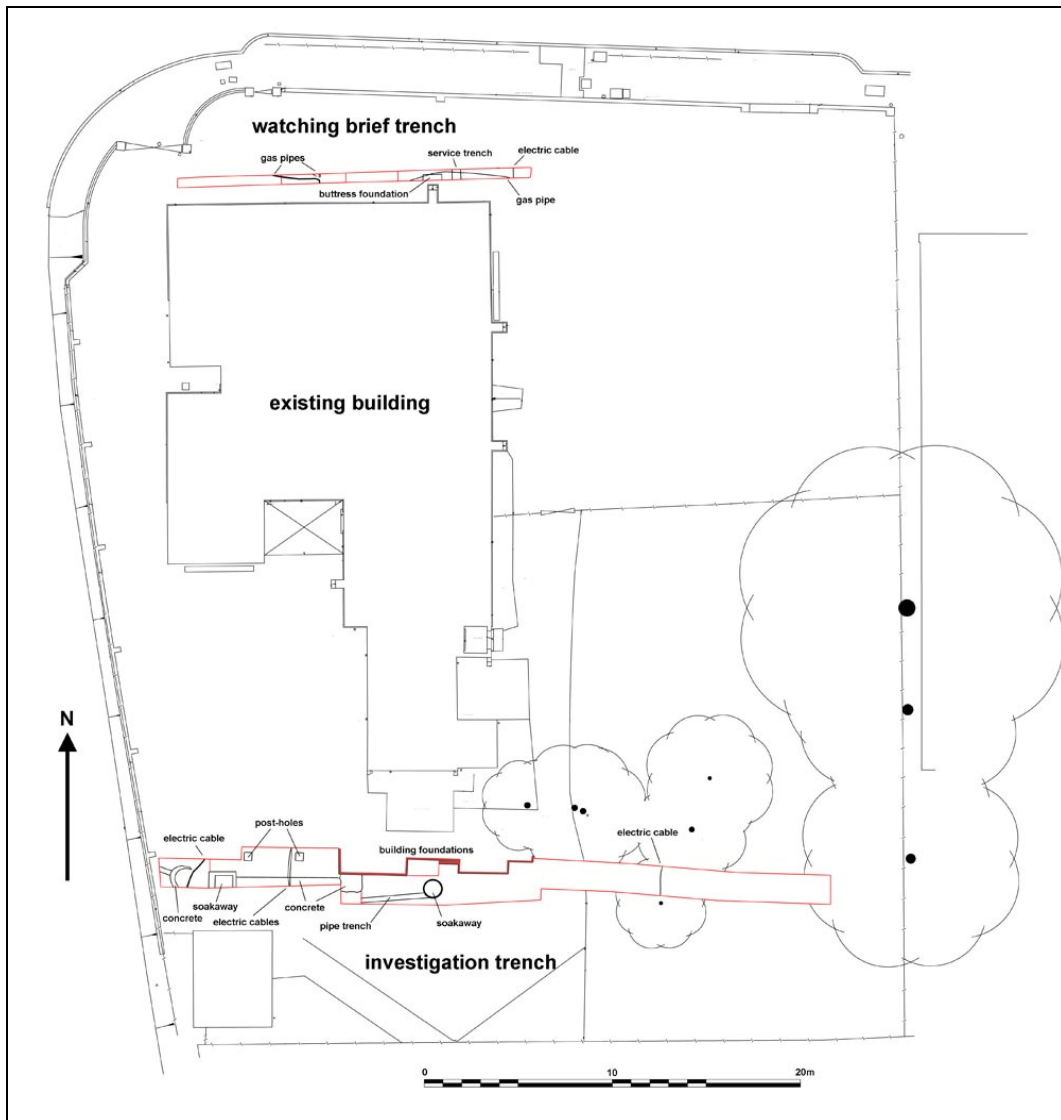 watching brief trench
electric cable
service trench
gas pipes
buttress foundation
gas pipe
existing building
N
electric cable
post-holes
building foundations
electric cable
concrete
soakaway
electric cables
concrete
pipe trench
soakaway
investigation trench
0
10
20m